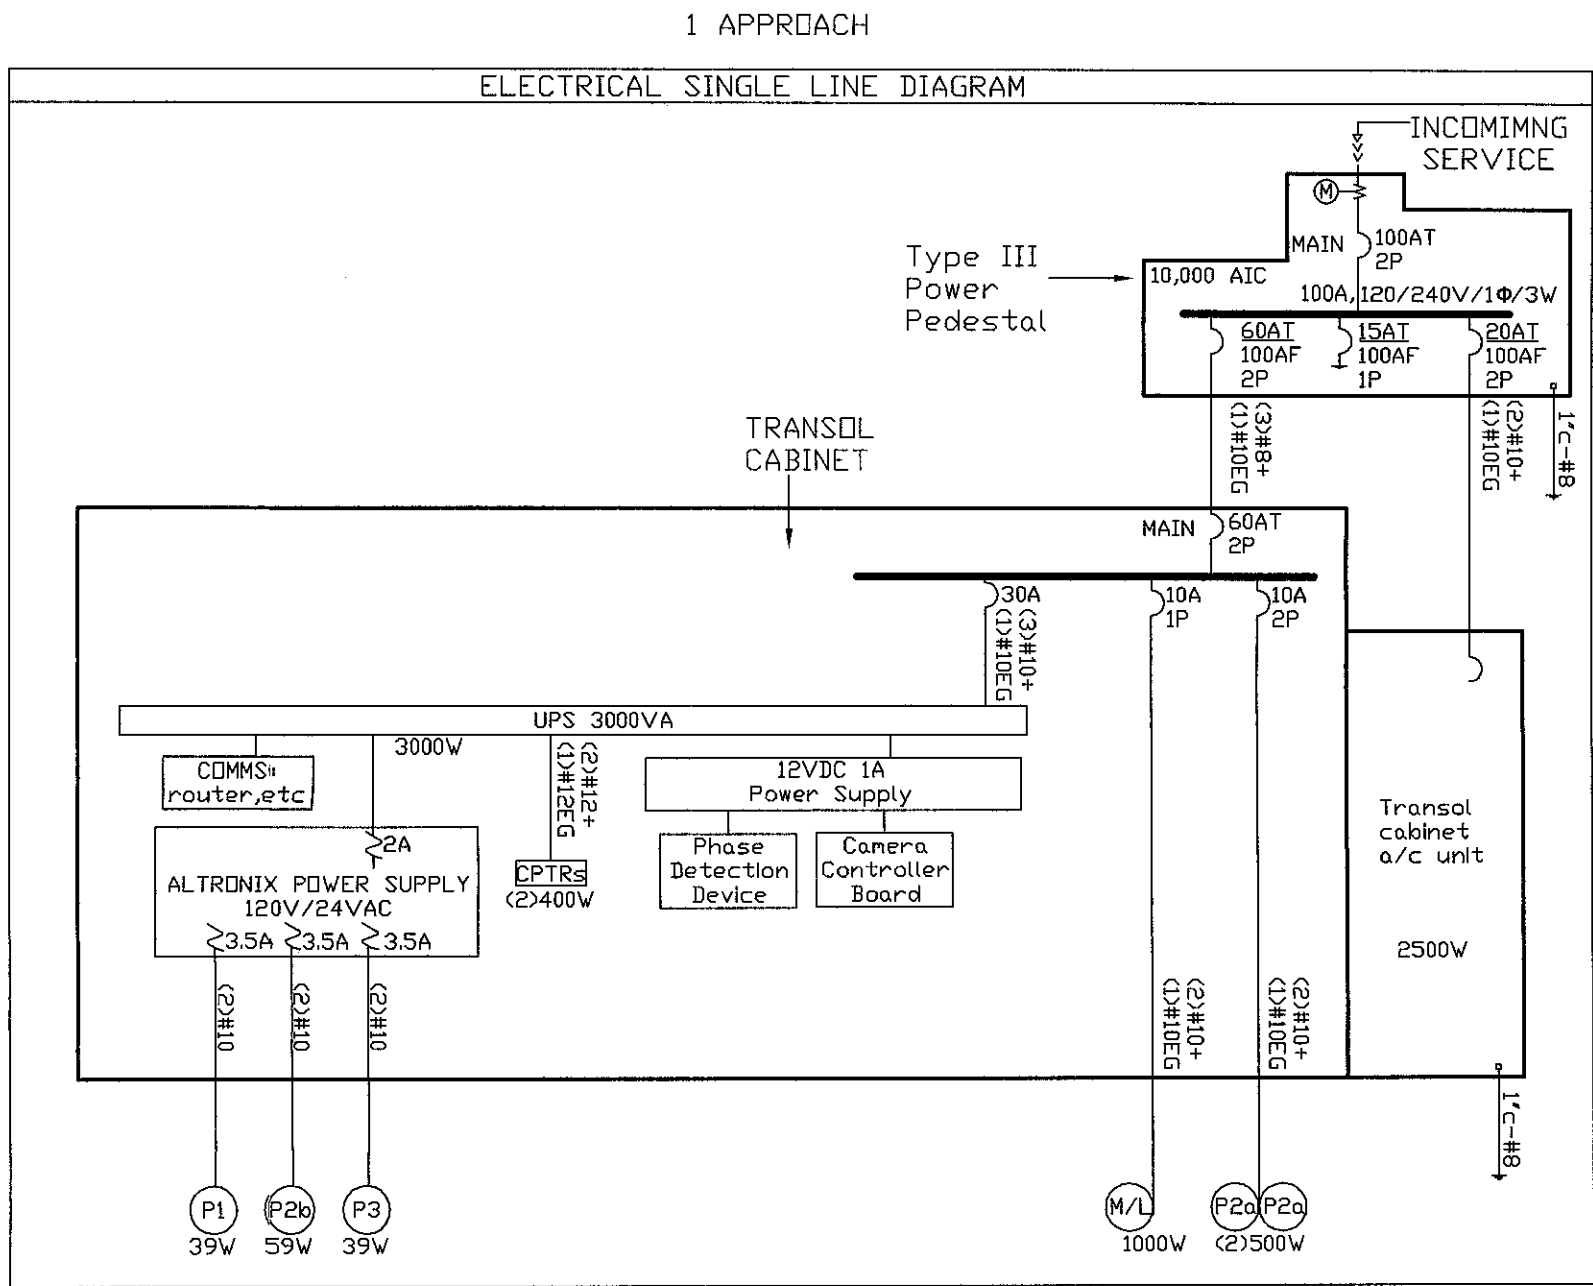 1 APPROACH
ELECTRICAL SINGLE LINE DIAGRAM
INCOMIMNG
SERVICE
M
MAIN
100AT
2P
Type III
Power
Pedestal
10,000 AIC
100A, 120/240V/1Φ/3W
60AT
100AF
2P
15AT
100AF
1P
20AT
100AF
2P
(3)#8+
(1)#10EG
(2)#10+
(1)#10EG
1"c-#8
TRANSOL
CABINET
MAIN
60AT
2P
30A
(3)#10+
(1)#10EG
10A
1P
10A
2P
UPS 3000VA
3000W
COMMS:
router,etc
(2)#12+
(1)#12EG
12VDC 1A
Power Supply
2A
ALTRONIX POWER SUPPLY
120V/24VAC
3.5A
3.5A
3.5A
CPTRs
(2)400W
Phase
Detection
Device
Camera
Controller
Board
Transol
cabinet
a/c unit
2500W
(2)#10
(2)#10
(2)#10
(2)#10+
(1)#10EG
(2)#10+
(1)#10EG
1"c-#8
P1
39W
P2b
59W
P3
39W
M/L
1000W
P2a
P2a
(2)500W